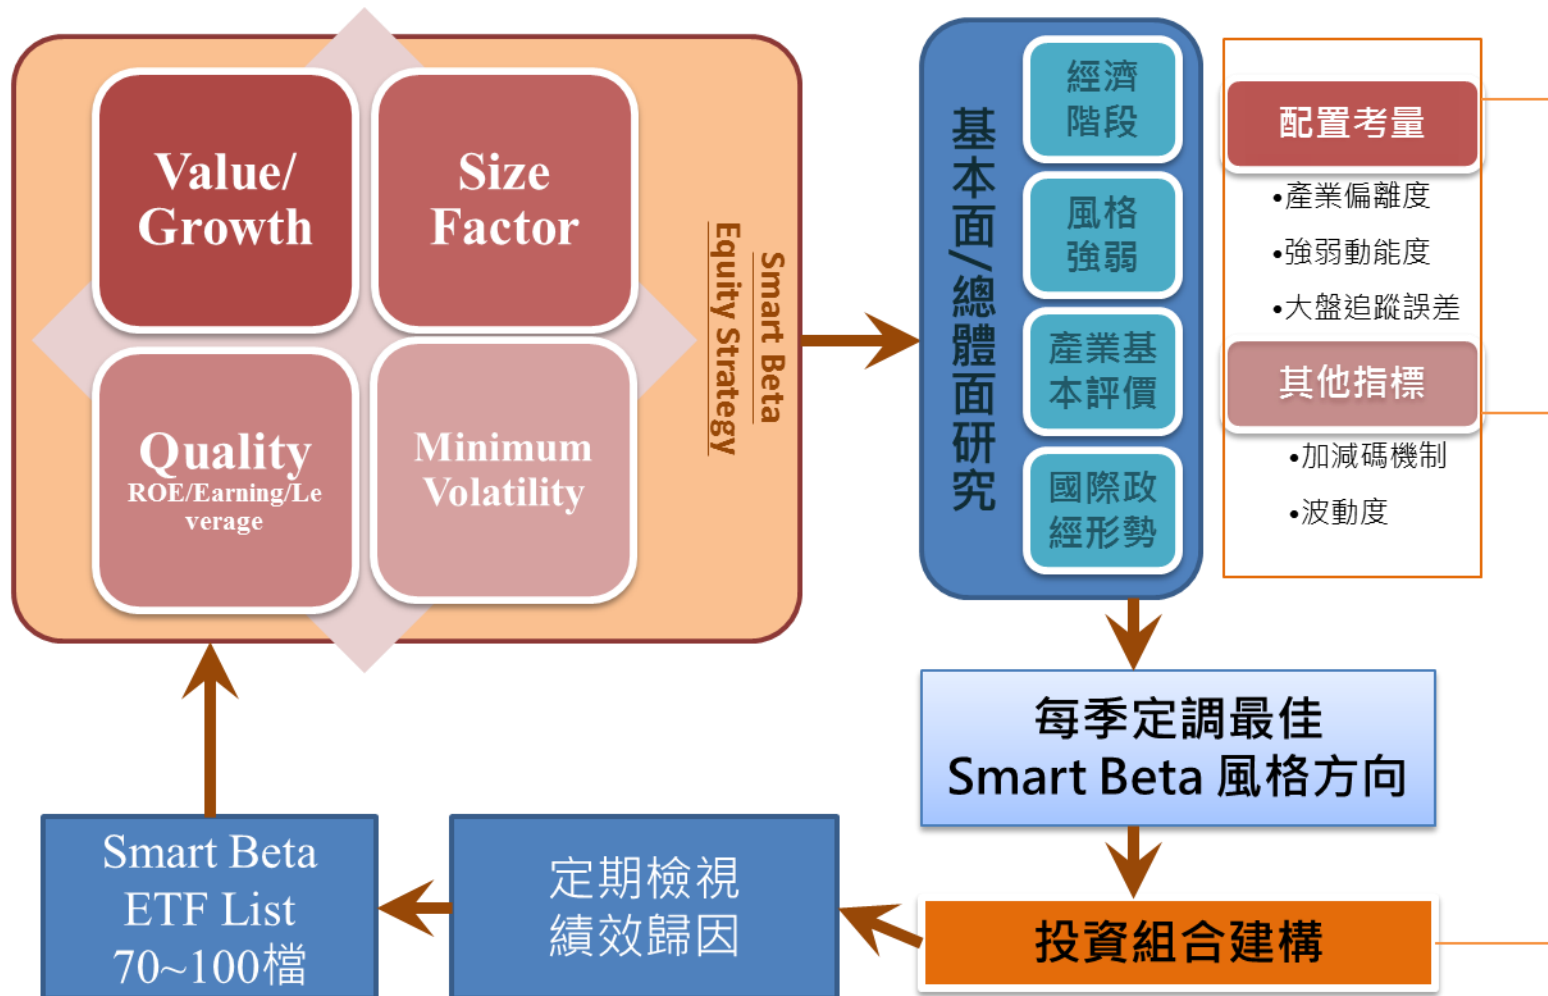 Value/
Growth
Size
Factor
Quality
ROE/Earning/Le
verage
Minimum
Volatility
Smart Beta
Equity Strategy
基本面/總體面研究
經濟
階段
風格
強弱
產業基
本評價
國際政
經形勢
配置考量
•產業偏離度
•強弱動能度
•大盤追蹤誤差
其他指標
•加減碼機制
•波動度
每季定調最佳
Smart Beta 風格方向
投資組合建構
定期檢視
績效歸因
Smart Beta
ETF List
70~100檔